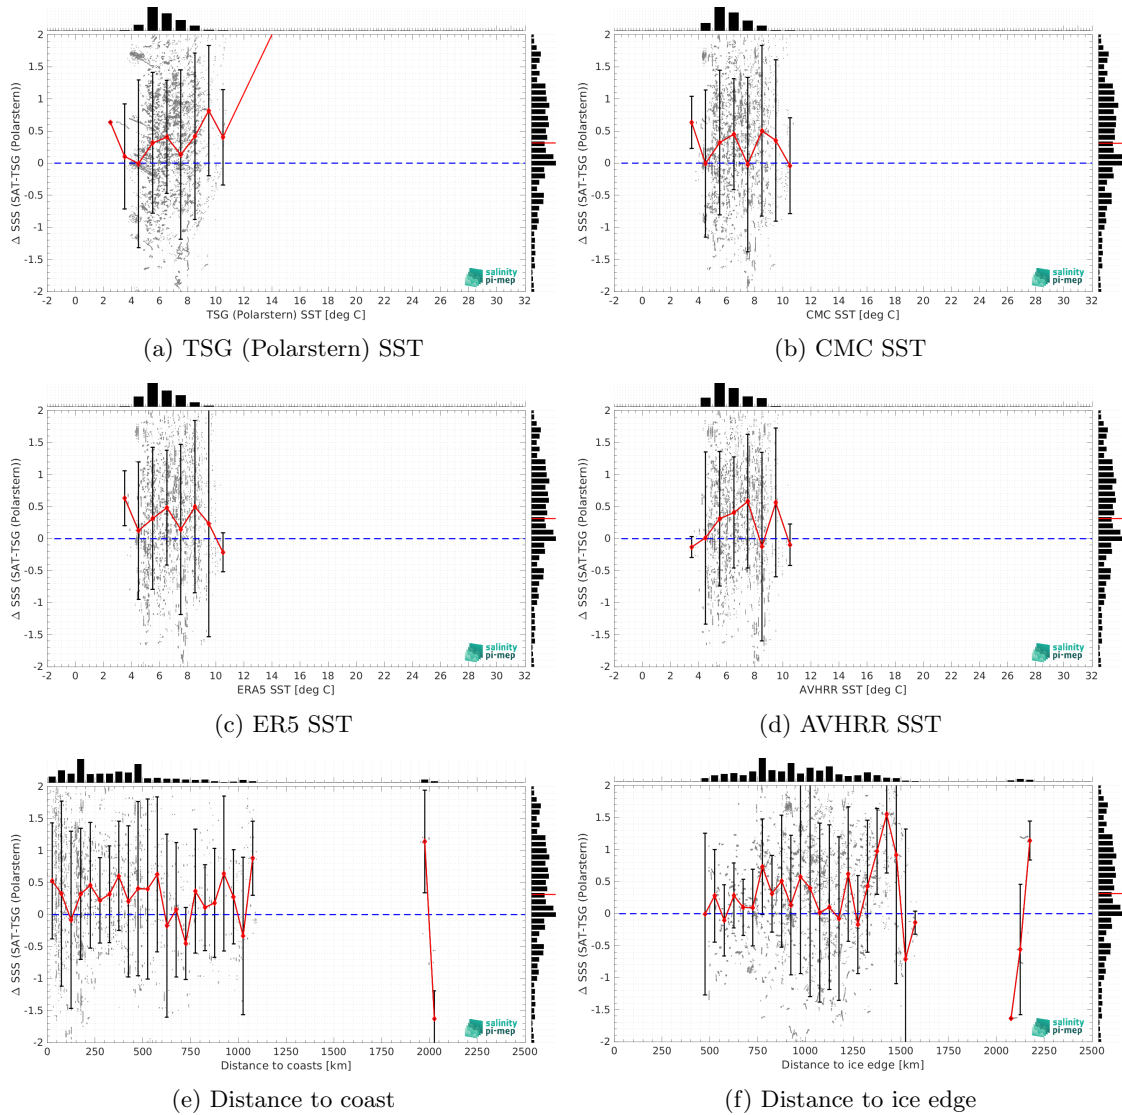 2
1.5
1
0.5
0
-0.5
-1
-1.5
-2
Δ SSS (SAT-TSG (Polarstern))
-2 0 2 4 6 8 10 12 14 16 18 20 22 24 26 28 30 32
TSG (Polarstern) SST [deg C]
salinity
pi-mep
(a) TSG (Polarstern) SST
2
1.5
1
0.5
0
-0.5
-1
-1.5
-2
Δ SSS (SAT-TSG (Polarstern))
-2 0 2 4 6 8 10 12 14 16 18 20 22 24 26 28 30 32
CMC SST [deg C]
salinity
pi-mep
(b) CMC SST
2
1.5
1
0.5
0
-0.5
-1
-1.5
-2
Δ SSS (SAT-TSG (Polarstern))
-2 0 2 4 6 8 10 12 14 16 18 20 22 24 26 28 30 32
ERA5 SST [deg C]
salinity
pi-mep
(c) ER5 SST
2
1.5
1
0.5
0
-0.5
-1
-1.5
-2
Δ SSS (SAT-TSG (Polarstern))
-2 0 2 4 6 8 10 12 14 16 18 20 22 24 26 28 30 32
AVHRR SST [deg C]
salinity
pi-mep
(d) AVHRR SST
2
1.5
1
0.5
0
-0.5
-1
-1.5
-2
Δ SSS (SAT-TSG (Polarstern))
0 250 500 750 1000 1250 1500 1750 2000 2250 2500
Distance to coasts [km]
salinity
pi-mep
(e) Distance to coast
2
1.5
1
0.5
0
-0.5
-1
-1.5
-2
Δ SSS (SAT-TSG (Polarstern))
0 250 500 750 1000 1250 1500 1750 2000 2250 2500
Distance to ice edge [km]
salinity
pi-mep
(f) Distance to ice edge